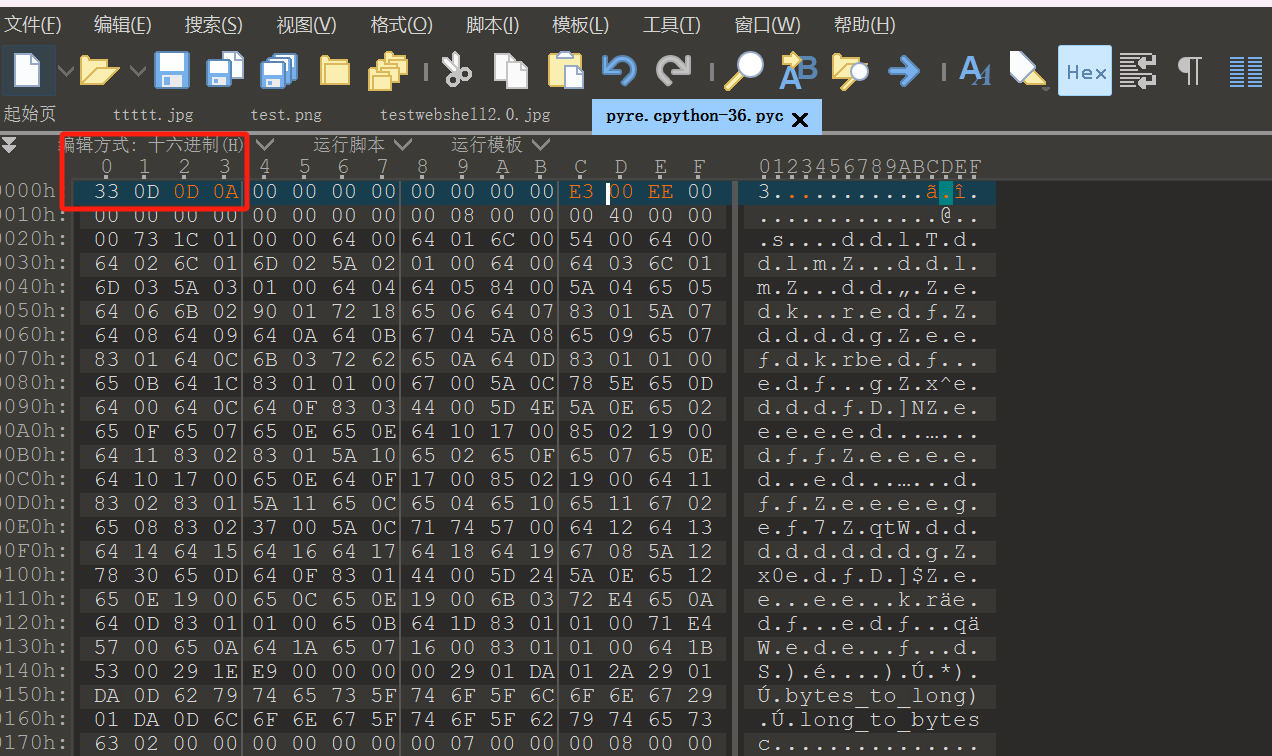 文件(F) 编辑(E) 搜索(S) 视图(V) 格式(O) 脚本(I) 模板(L) 工具(T) 窗口(W) 帮助(H)
Hex
起始页 ttttt.jpg test.png testwebshell2.0.jpg pyre.cpython-36.pyc
编辑方式: 十六进制(H) 运行脚本 运行模板
0 1 2 3 4 5 6 7 8 9 A B C D E F 0123456789ABCDEF
0000h: 33 0D 0D 0A 00 00 00 00 00 00 00 00 E3 00 EE 00 3...........ã.î.
0010h: 00 00 00 00 00 00 00 00 00 08 00 00 00 40 00 00 .............@..
0020h: 00 73 1C 01 00 00 64 00 64 01 6C 00 54 00 64 00 .s....d.d.l.T.d.
0030h: 64 02 6C 01 6D 02 5A 02 01 00 64 00 64 03 6C 01 d.l.m.Z...d.d.l.
0040h: 6D 03 5A 03 01 00 64 04 64 05 84 00 5A 04 65 05 m.Z...d.d.„.Z.e.
0050h: 64 06 6B 02 90 01 72 18 65 06 64 07 83 01 5A 07 d.k...r.e.d.ƒ.Z.
0060h: 64 08 64 09 64 0A 64 0B 67 04 5A 08 65 09 65 07 d.d.d.d.g.Z.e.e.
0070h: 83 01 64 0C 6B 03 72 62 65 0A 64 0D 83 01 01 00 ƒ.d.k.rbe.d.ƒ...
0080h: 65 0B 64 1C 83 01 01 00 67 00 5A 0C 78 5E 65 0D e.d.ƒ...g.Z.x^e.
0090h: 64 00 64 0C 64 0F 83 03 44 00 5D 4E 5A 0E 65 02 d.d.d.ƒ.D.]NZ.e.
00A0h: 65 0F 65 07 65 0E 65 0E 64 10 17 00 85 02 19 00 e.e.e.e.d...…...
00B0h: 64 11 83 02 83 01 5A 10 65 02 65 0F 65 07 65 0E d.ƒ.ƒ.Z.e.e.e.e.
00C0h: 64 10 17 00 65 0E 64 0F 17 00 85 02 19 00 64 11 d...e.d...…...d.
00D0h: 83 02 83 01 5A 11 65 0C 65 04 65 10 65 11 67 02 ƒ.ƒ.Z.e.e.e.e.g.
00E0h: 65 08 83 02 37 00 5A 0C 71 74 57 00 64 12 64 13 e.ƒ.7.Z.qtW.d.d.
00F0h: 64 14 64 15 64 16 64 17 64 18 64 19 67 08 5A 12 d.d.d.d.d.d.g.Z.
0100h: 78 30 65 0D 64 0F 83 01 44 00 5D 24 5A 0E 65 12 x0e.d.ƒ.D.]$Z.e.
0110h: 65 0E 19 00 65 0C 65 0E 19 00 6B 03 72 E4 65 0A e...e.e...k.räe.
0120h: 64 0D 83 01 01 00 65 0B 64 1D 83 01 01 00 71 E4 d.ƒ...e.d.ƒ...qä
0130h: 57 00 65 0A 64 1A 65 07 16 00 83 01 01 00 64 1B W.e.d.e...ƒ...d.
0140h: 53 00 29 1E E9 00 00 00 00 29 01 DA 01 2A 29 01 S.).é....).Ú.*).
0150h: DA 0D 62 79 74 65 73 5F 74 6F 5F 6C 6F 6E 67 29 Ú.bytes_to_long)
0160h: 01 DA 0D 6C 6F 6E 67 5F 74 6F 5F 62 79 74 65 73 .Ú.long_to_bytes
0170h: 63 02 00 00 00 00 00 00 00 07 00 00 00 08 00 00 c...............